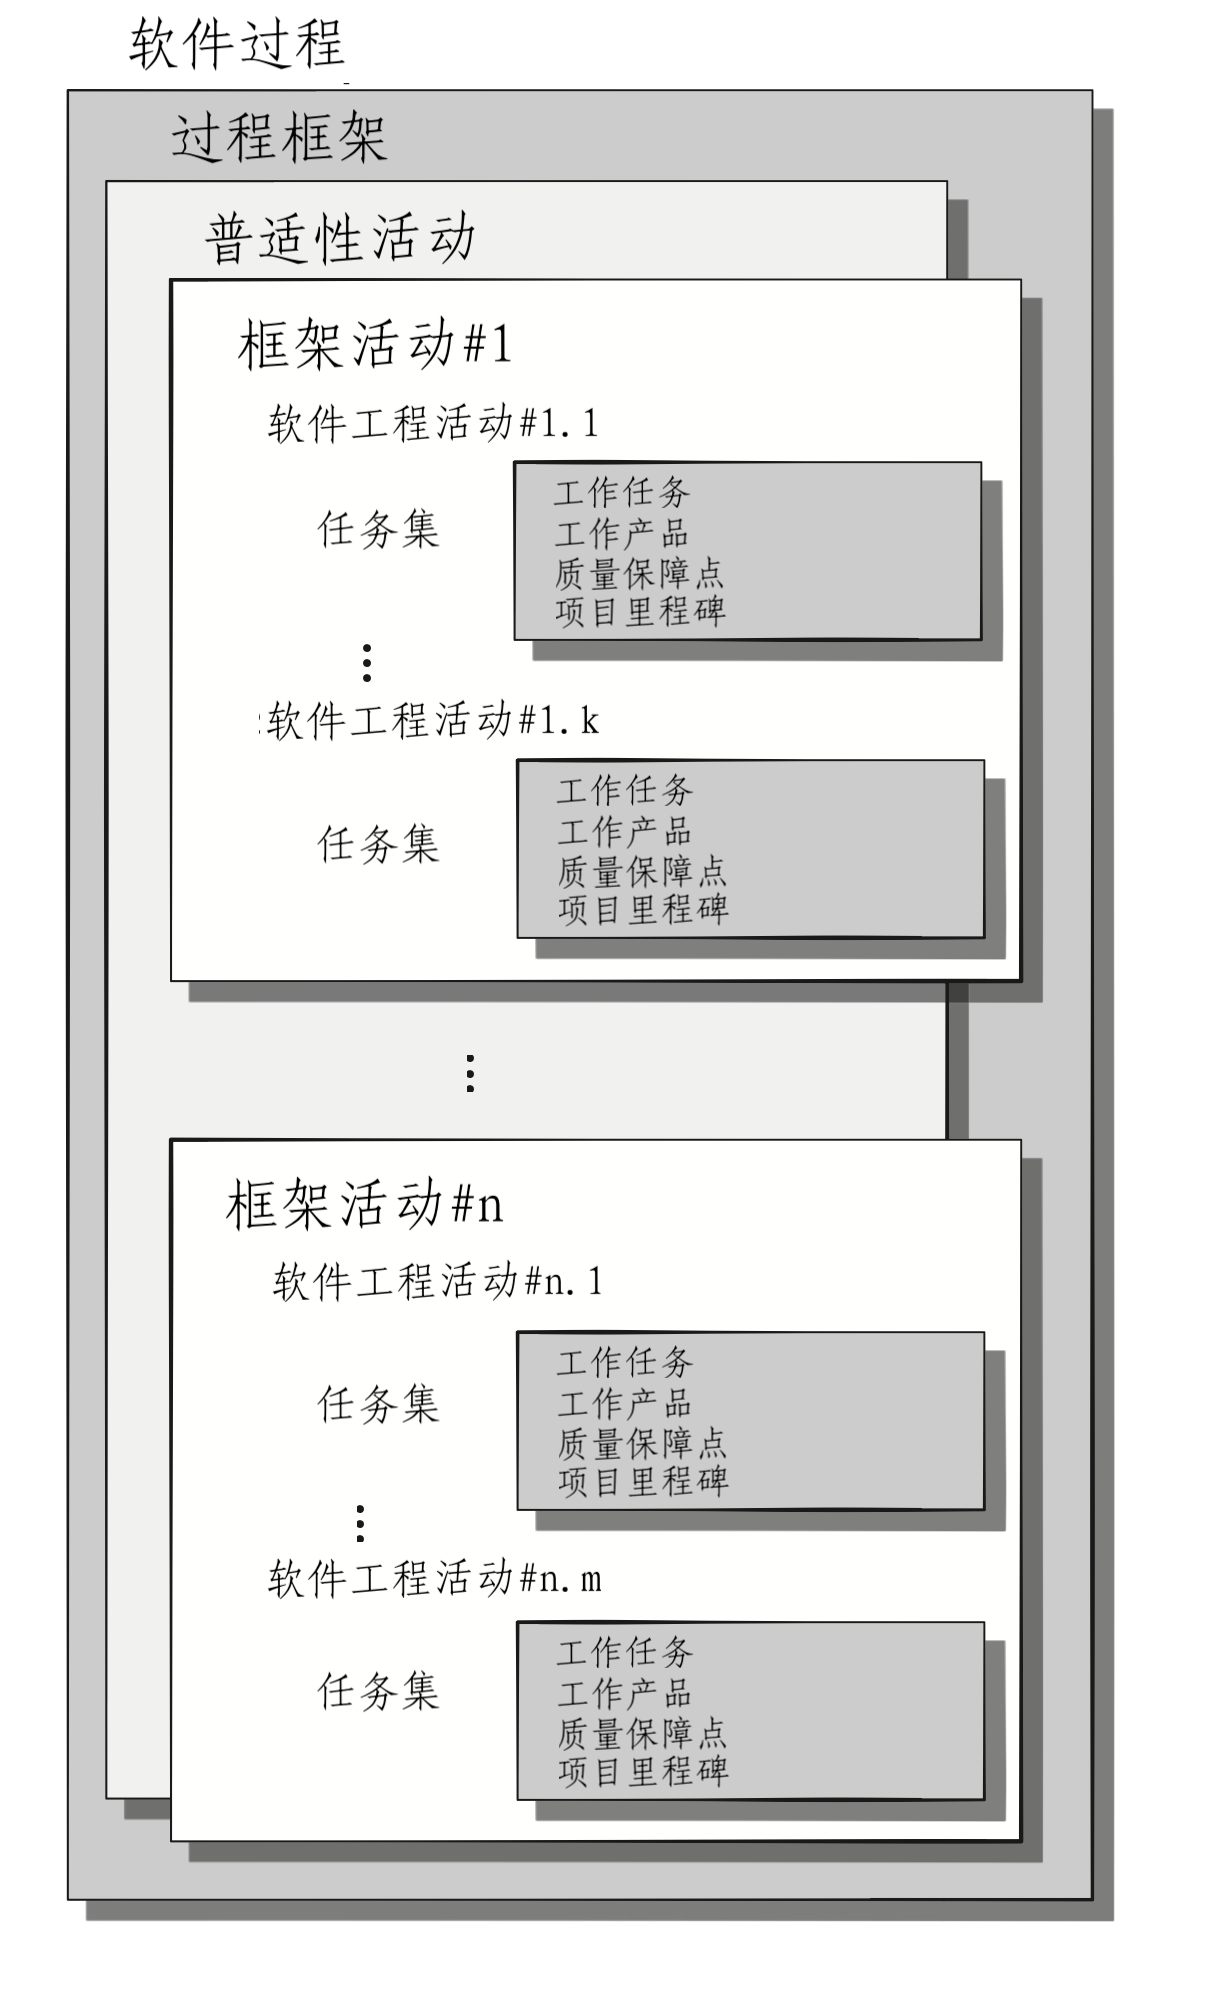 软件过程
过程框架
普适性活动
框架活动#1
软件工程活动#1.1
任务集
工作任务
工作产品
质量保障点
项目里程碑
软件工程活动#1.k
任务集
工作任务
工作产品
质量保障点
项目里程碑
框架活动#n
软件工程活动#n.1
任务集
工作任务
工作产品
质量保障点
项目里程碑
软件工程活动#n.m
任务集
工作任务
工作产品
质量保障点
项目里程碑